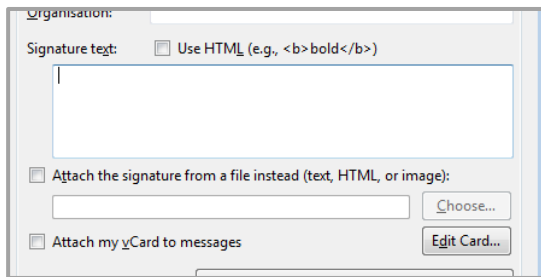 Organisation:
Signature text: Use HTML (e.g., <b>bold</b>)
Attach the signature from a file instead (text, HTML, or image):
Choose...
Attach my vCard to messages
Edit Card...